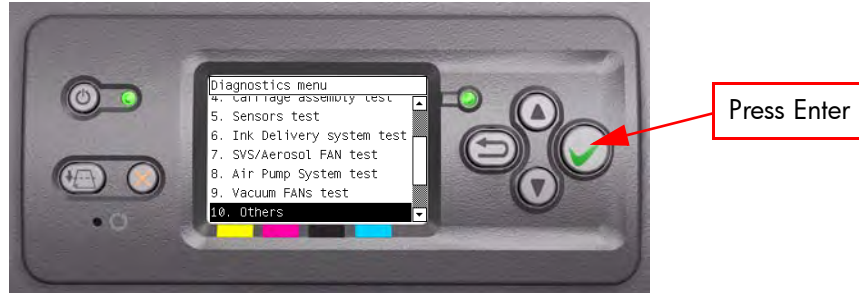 Diagnostics menu
4. Carriage assembly test
5. Sensors test
6. Ink Delivery system test
7. SVS/Aerosol FAN test
8. Air Pump System test
9. Vacuum FANs test
10. Others
Press Enter